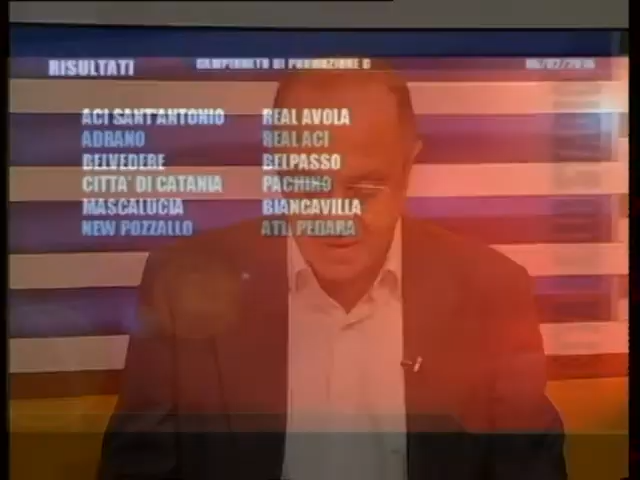 RISULTATI CAMPIONATO DI PROMOZIONE C
ACI SANT'ANTONIO REAL AVOLA
ADRANO REAL ACI
BELVEDERE BELPASSO
CITTA' DI CATANIA PACHINO
MASCALUCIA BIANCAVILLA
NEW POZZALLO ATL PEDARA